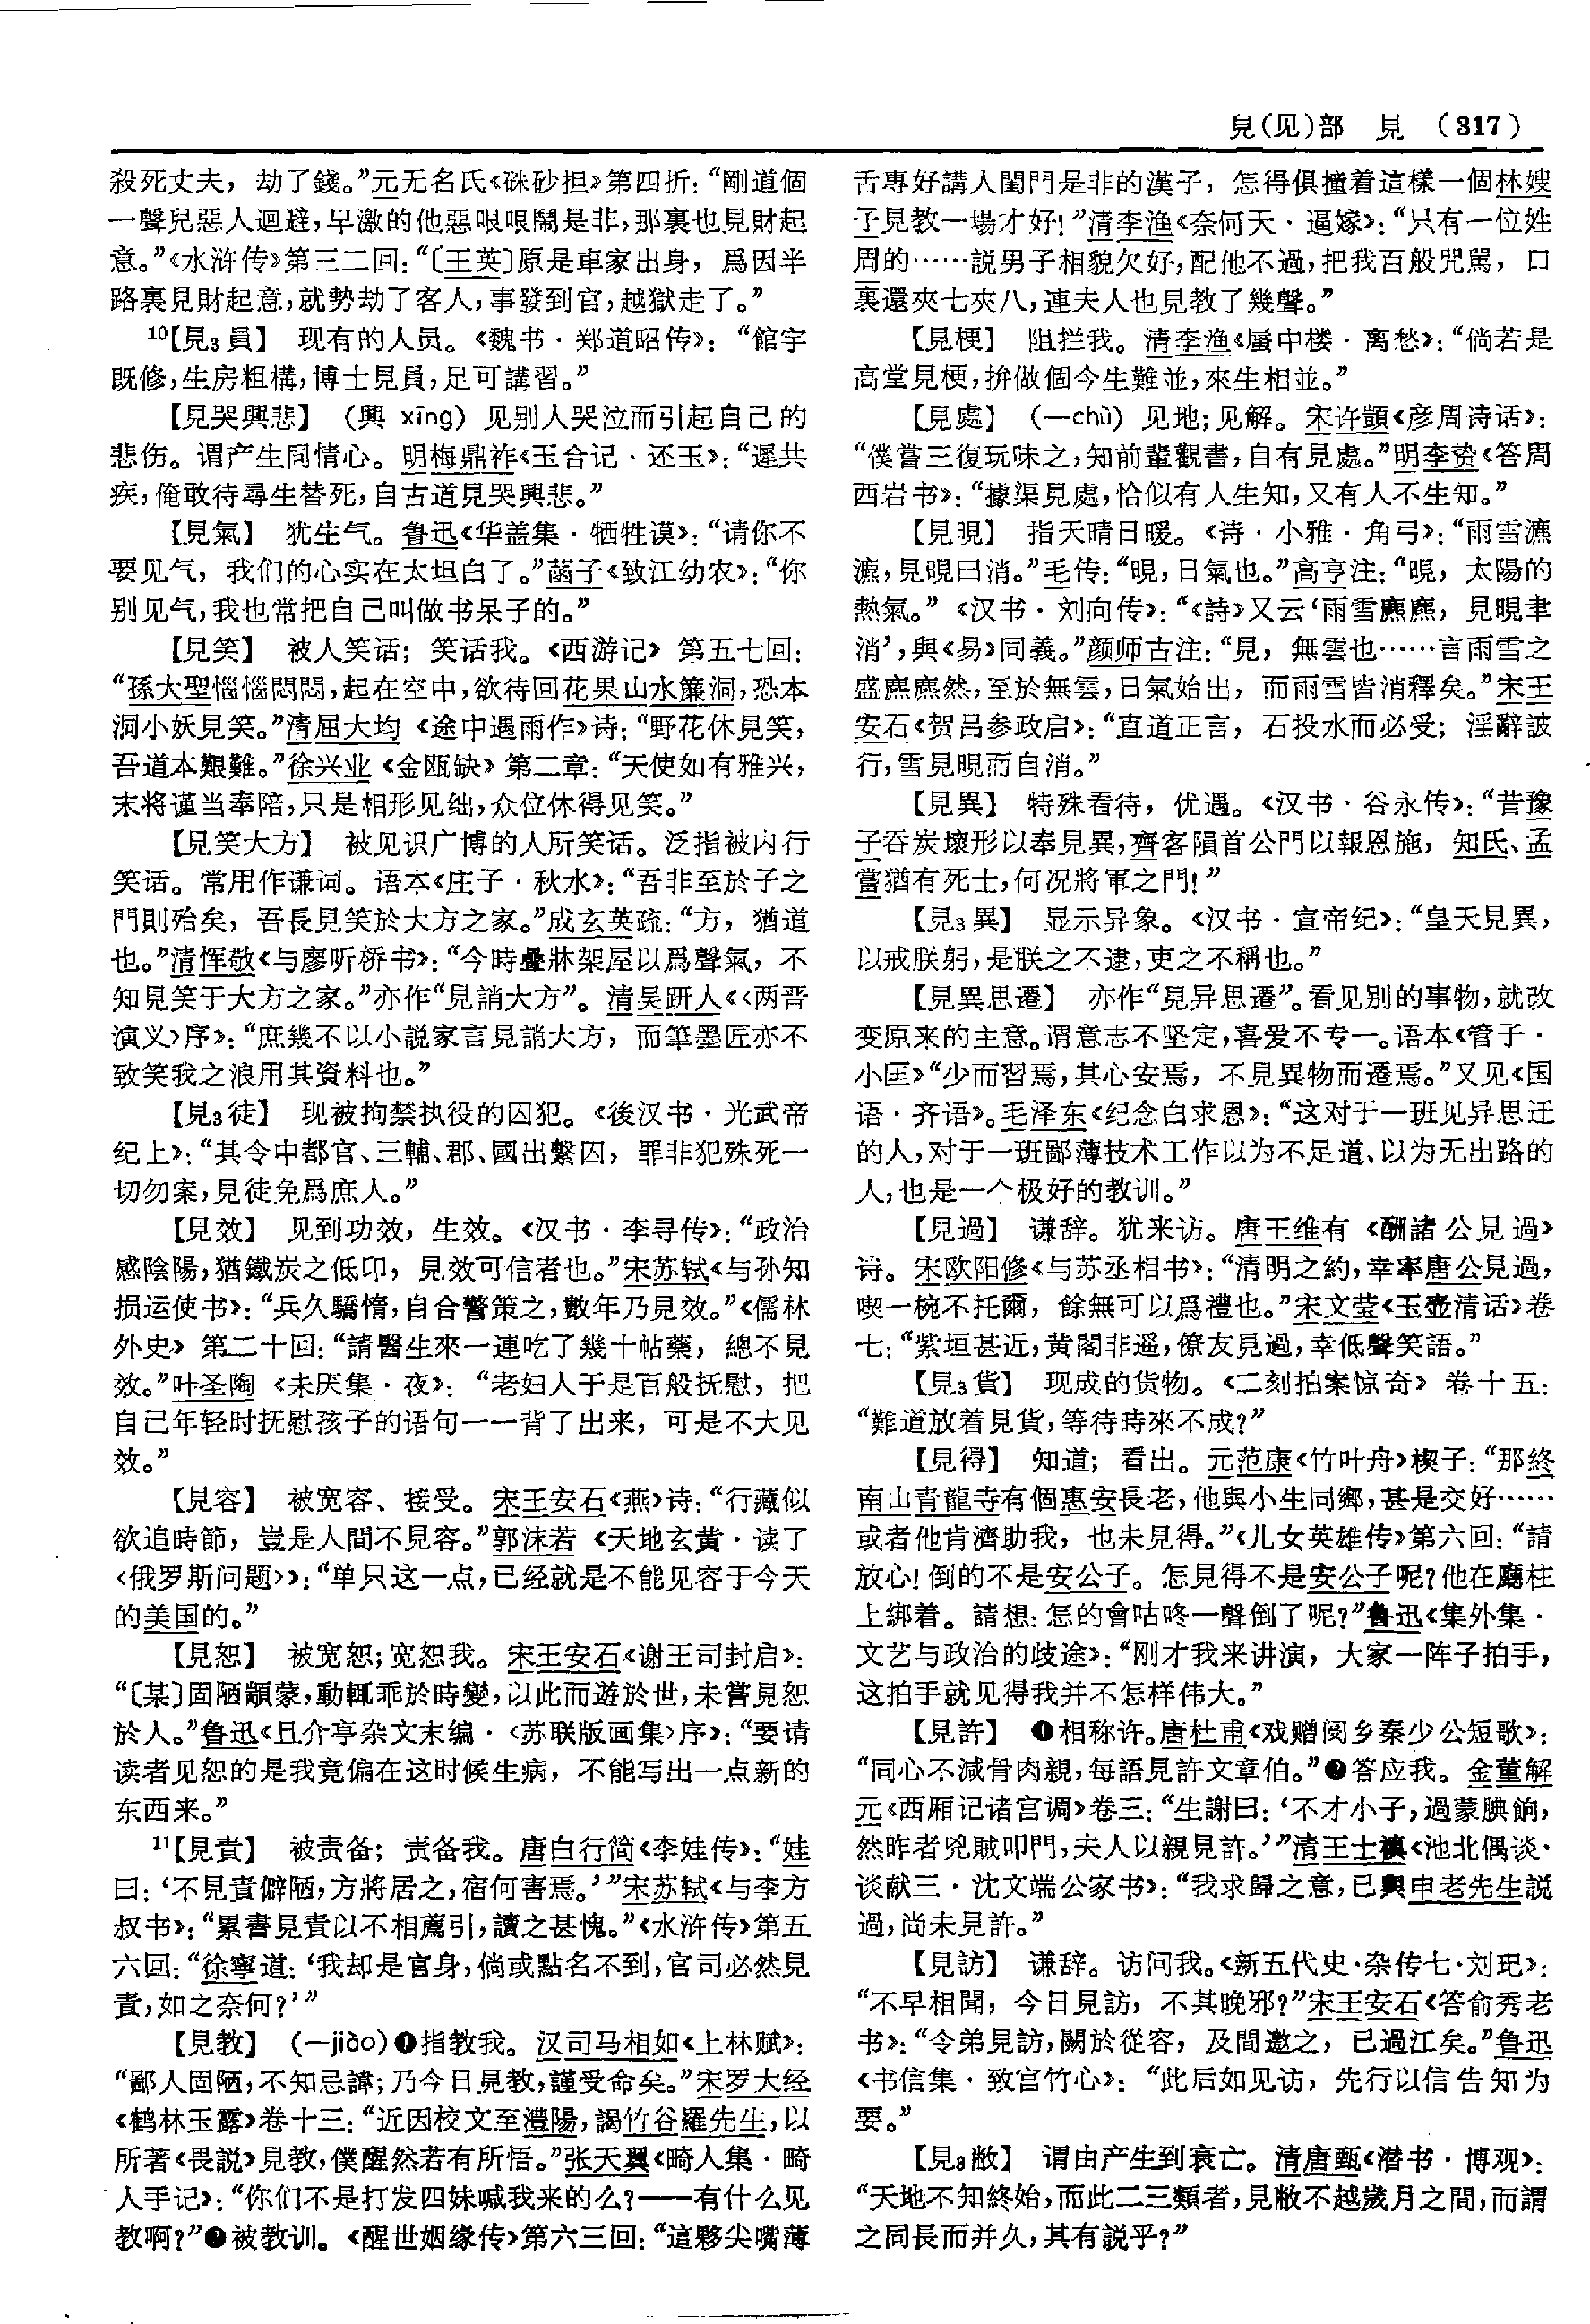 見(见)部　見　(317)
殺死丈夫，劫了錢。”元无名氏《硃砂担》第四折：“剛道個
一聲兒惡人迴避，早激的他惡哏哏鬧是非，那裏也見財起
意。”《水浒传》第三二回：“〔王英〕原是車家出身，爲因半
路裏見財起意，就勢劫了客人，事發到官，越獄走了。”
10【見₃員】　现有的人员。《魏书·郑道昭传》：“館宇
既修，生房粗構，博士見員，足可講習。”
【見哭興悲】　(興 xīng) 见别人哭泣而引起自己的
悲伤。谓产生同情心。明梅鼎祚《玉合记·还玉》：“遲共
疾，俺敢待尋生替死，自古道見哭興悲。”
【見氣】　犹生气。鲁迅《华盖集·牺牲谟》：“请你不
要见气，我们的心实在太坦白了。”菡子《致江幼农》：“你
别见气，我也常把自己叫做书呆子的。”
【見笑】　被人笑话；笑话我。《西游记》第五七回：
“孫大聖惱惱悶悶，起在空中，欲待回花果山水簾洞，恐本
洞小妖見笑。”清屈大均《途中遇雨作》诗：“野花休見笑，
吾道本艱難。”徐兴业《金瓯缺》第二章：“天使如有雅兴，
末将谨当奉陪，只是相形见绌，众位休得见笑。”
【見笑大方】　被见识广博的人所笑话。泛指被内行
笑话。常用作谦词。语本《庄子·秋水》：“吾非至於子之
門則殆矣，吾長見笑於大方之家。”成玄英疏：“方，猶道
也。”清恽敬《与廖听桥书》：“今時疊牀架屋以爲聲氣，不
知見笑于大方之家。”亦作“見誚大方”。清吴趼人《〈两晋
演义〉序》：“庶幾不以小説家言見誚大方，而筆墨匠亦不
致笑我之浪用其資料也。”
【見₃徒】　现被拘禁执役的囚犯。《後汉书·光武帝
纪上》：“其令中都官、三輔、郡、國出繫囚，罪非犯殊死一
切勿案，見徒免爲庶人。”
【見效】　见到功效，生效。《汉书·李寻传》：“政治
感陰陽，猶鐵炭之低卬，見效可信者也。”宋苏轼《与孙知
损运使书》：“兵久驕惰，自合警策之，數年乃見效。”《儒林
外史》第二十回：“請醫生來一連吃了幾十帖藥，總不見
效。”叶圣陶《未厌集·夜》：“老妇人于是百般抚慰，把
自己年轻时抚慰孩子的语句一一背了出来，可是不大见
效。”
【見容】　被宽容、接受。宋王安石《燕》诗：“行藏似
欲追時節，豈是人間不見容。”郭沫若《天地玄黄·读了
〈俄罗斯问题〉》：“单只这一点，已经就是不能见容于今天
的美国的。”
【見恕】　被宽恕；宽恕我。宋王安石《谢王司封启》：
“〔某〕固陋顓蒙，動輒乖於時變，以此而遊於世，未嘗見恕
於人。”鲁迅《且介亭杂文末编·〈苏联版画集〉序》：“要请
读者见恕的是我竟偏在这时候生病，不能写出一点新的
东西来。”
11【見責】　被责备；责备我。唐白行简《李娃传》：“娃
曰：‘不見責僻陋，方將居之，宿何害焉。’”宋苏轼《与李方
叔书》：“累書見責以不相薦引，讀之甚愧。”《水浒传》第五
六回：“徐寧道：‘我却是官身，倘或點名不到，官司必然見
責，如之奈何？’”
【見教】　(—jiào)❶指教我。汉司马相如《上林赋》：
“鄙人固陋，不知忌諱；乃今日見教，謹受命矣。”宋罗大经
《鹤林玉露》卷十三：“近因校文至澧陽，謁竹谷羅先生，以
所著《畏説》見教，僕醒然若有所悟。”张天翼《畸人集·畸
人手记》：“你们不是打发四妹喊我来的么？——有什么见
教啊？”❷被教训。《醒世姻缘传》第六三回：“這夥尖嘴薄
舌專好講人閨門是非的漢子，怎得俱撞着這樣一個林嫂
子見教一場才好！”清李渔《奈何天·逼嫁》：“只有一位姓
周的……説男子相貌欠好，配他不過，把我百般咒駡，口
裏還夾七夾八，連夫人也見教了幾聲。”
【見梗】　阻拦我。清李渔《蜃中楼·离愁》：“倘若是
高堂見梗，拚做個今生難並，來生相並。”
【見處】　(—chù) 见地；见解。宋许顗《彦周诗话》：
“僕嘗三復玩味之，知前輩觀書，自有見處。”明李贽《答周
西岩书》：“據渠見處，恰似有人生知，又有人不生知。”
【見晛】　指天晴日暖。《诗·小雅·角弓》：“雨雪瀌
瀌，見晛曰消。”毛传：“晛，日氣也。”高亨注：“晛，太陽的
熱氣。”《汉书·刘向传》：“《詩》又云‘雨雪麃麃，見晛聿
消’，與《易》同義。”颜师古注：“見，無雲也……言雨雪之
盛麃麃然，至於無雲，日氣始出，而雨雪皆消釋矣。”宋王
安石《贺吕参政启》：“直道正言，石投水而必受；淫辭詖
行，雪見晛而自消。”
【見異】　特殊看待，优遇。《汉书·谷永传》：“昔豫
子吞炭壞形以奉見異，齊客隕首公門以報恩施，知氏、孟
嘗猶有死士，何况將軍之門！”
【見₃異】　显示异象。《汉书·宣帝纪》：“皇天見異，
以戒朕躬，是朕之不逮，吏之不稱也。”
【見異思遷】　亦作“見异思遷”。看见别的事物，就改
变原来的主意。谓意志不坚定，喜爱不专一。语本《管子·
小匡》“少而習焉，其心安焉，不見異物而遷焉。”又见《国
语·齐语》。毛泽东《纪念白求恩》：“这对于一班见异思迁
的人，对于一班鄙薄技术工作以为不足道、以为无出路的
人，也是一个极好的教训。”
【見過】　谦辞。犹来访。唐王维有《酬諸公見過》
诗。宋欧阳修《与苏丞相书》：“清明之約，幸率唐公見過，
喫一椀不托爾，餘無可以爲禮也。”宋文莹《玉壶清话》卷
七：“紫垣甚近，黄閣非遥，僚友見過，幸低聲笑語。”
【見₃貨】　现成的货物。《二刻拍案惊奇》卷十五：
“難道放着見貨，等待時來不成？”
【見得】　知道；看出。元范康《竹叶舟》楔子：“那終
南山青龍寺有個惠安長老，他與小生同鄉，甚是交好……
或者他肯濟助我，也未見得。”《儿女英雄传》第六回：“請
放心！倒的不是安公子。怎見得不是安公子呢？他在廳柱
上綁着。請想：怎的會咕咚一聲倒了呢？”鲁迅《集外集·
文艺与政治的歧途》：“刚才我来讲演，大家一阵子拍手，
这拍手就见得我并不怎样伟大。”
【見許】　❶相称许。唐杜甫《戏赠阌乡秦少公短歌》：
“同心不減骨肉親，每語見許文章伯。”❷答应我。金董解
元《西厢记诸宫调》卷三：“生謝曰：‘不才小子，過蒙腆餉，
然昨者兇賊叩門，夫人以親見許。’”清王士禛《池北偶谈·
谈献三·沈文端公家书》：“我求歸之意，已與申老先生説
過，尚未見許。”
【見訪】　谦辞。访问我。《新五代史·杂传七·刘玘》：
“不早相聞，今日見訪，不其晚邪？”宋王安石《答俞秀老
书》：“令弟見訪，闕於從容，及間邀之，已過江矣。”鲁迅
《书信集·致宫竹心》：“此后如见访，先行以信告知为
要。”
【見₃敝】　谓由产生到衰亡。清唐甄《潜书·博观》：
“天地不知終始，而此二三類者，見敝不越歲月之間，而謂
之同長而并久，其有説乎？”